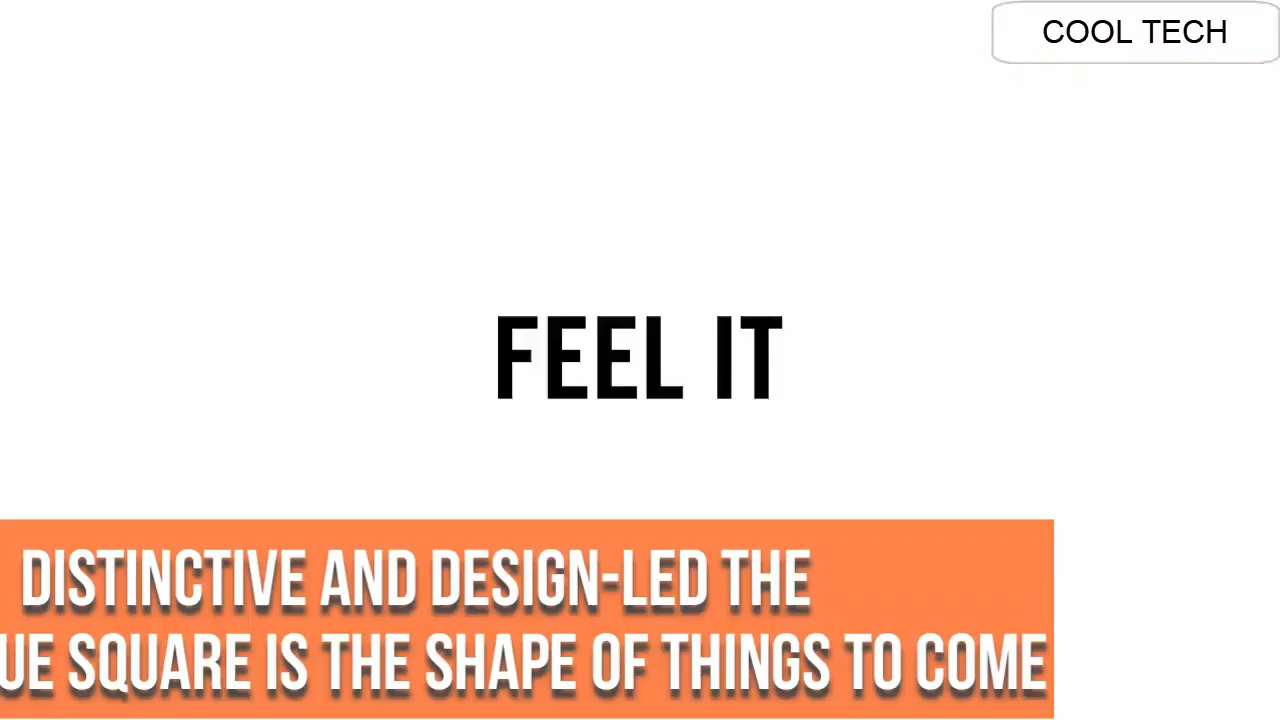 COOL TECH
FEEL IT
DISTINCTIVE AND DESIGN-LED THE
SQUARE IS THE SHAPE OF THINGS TO COME